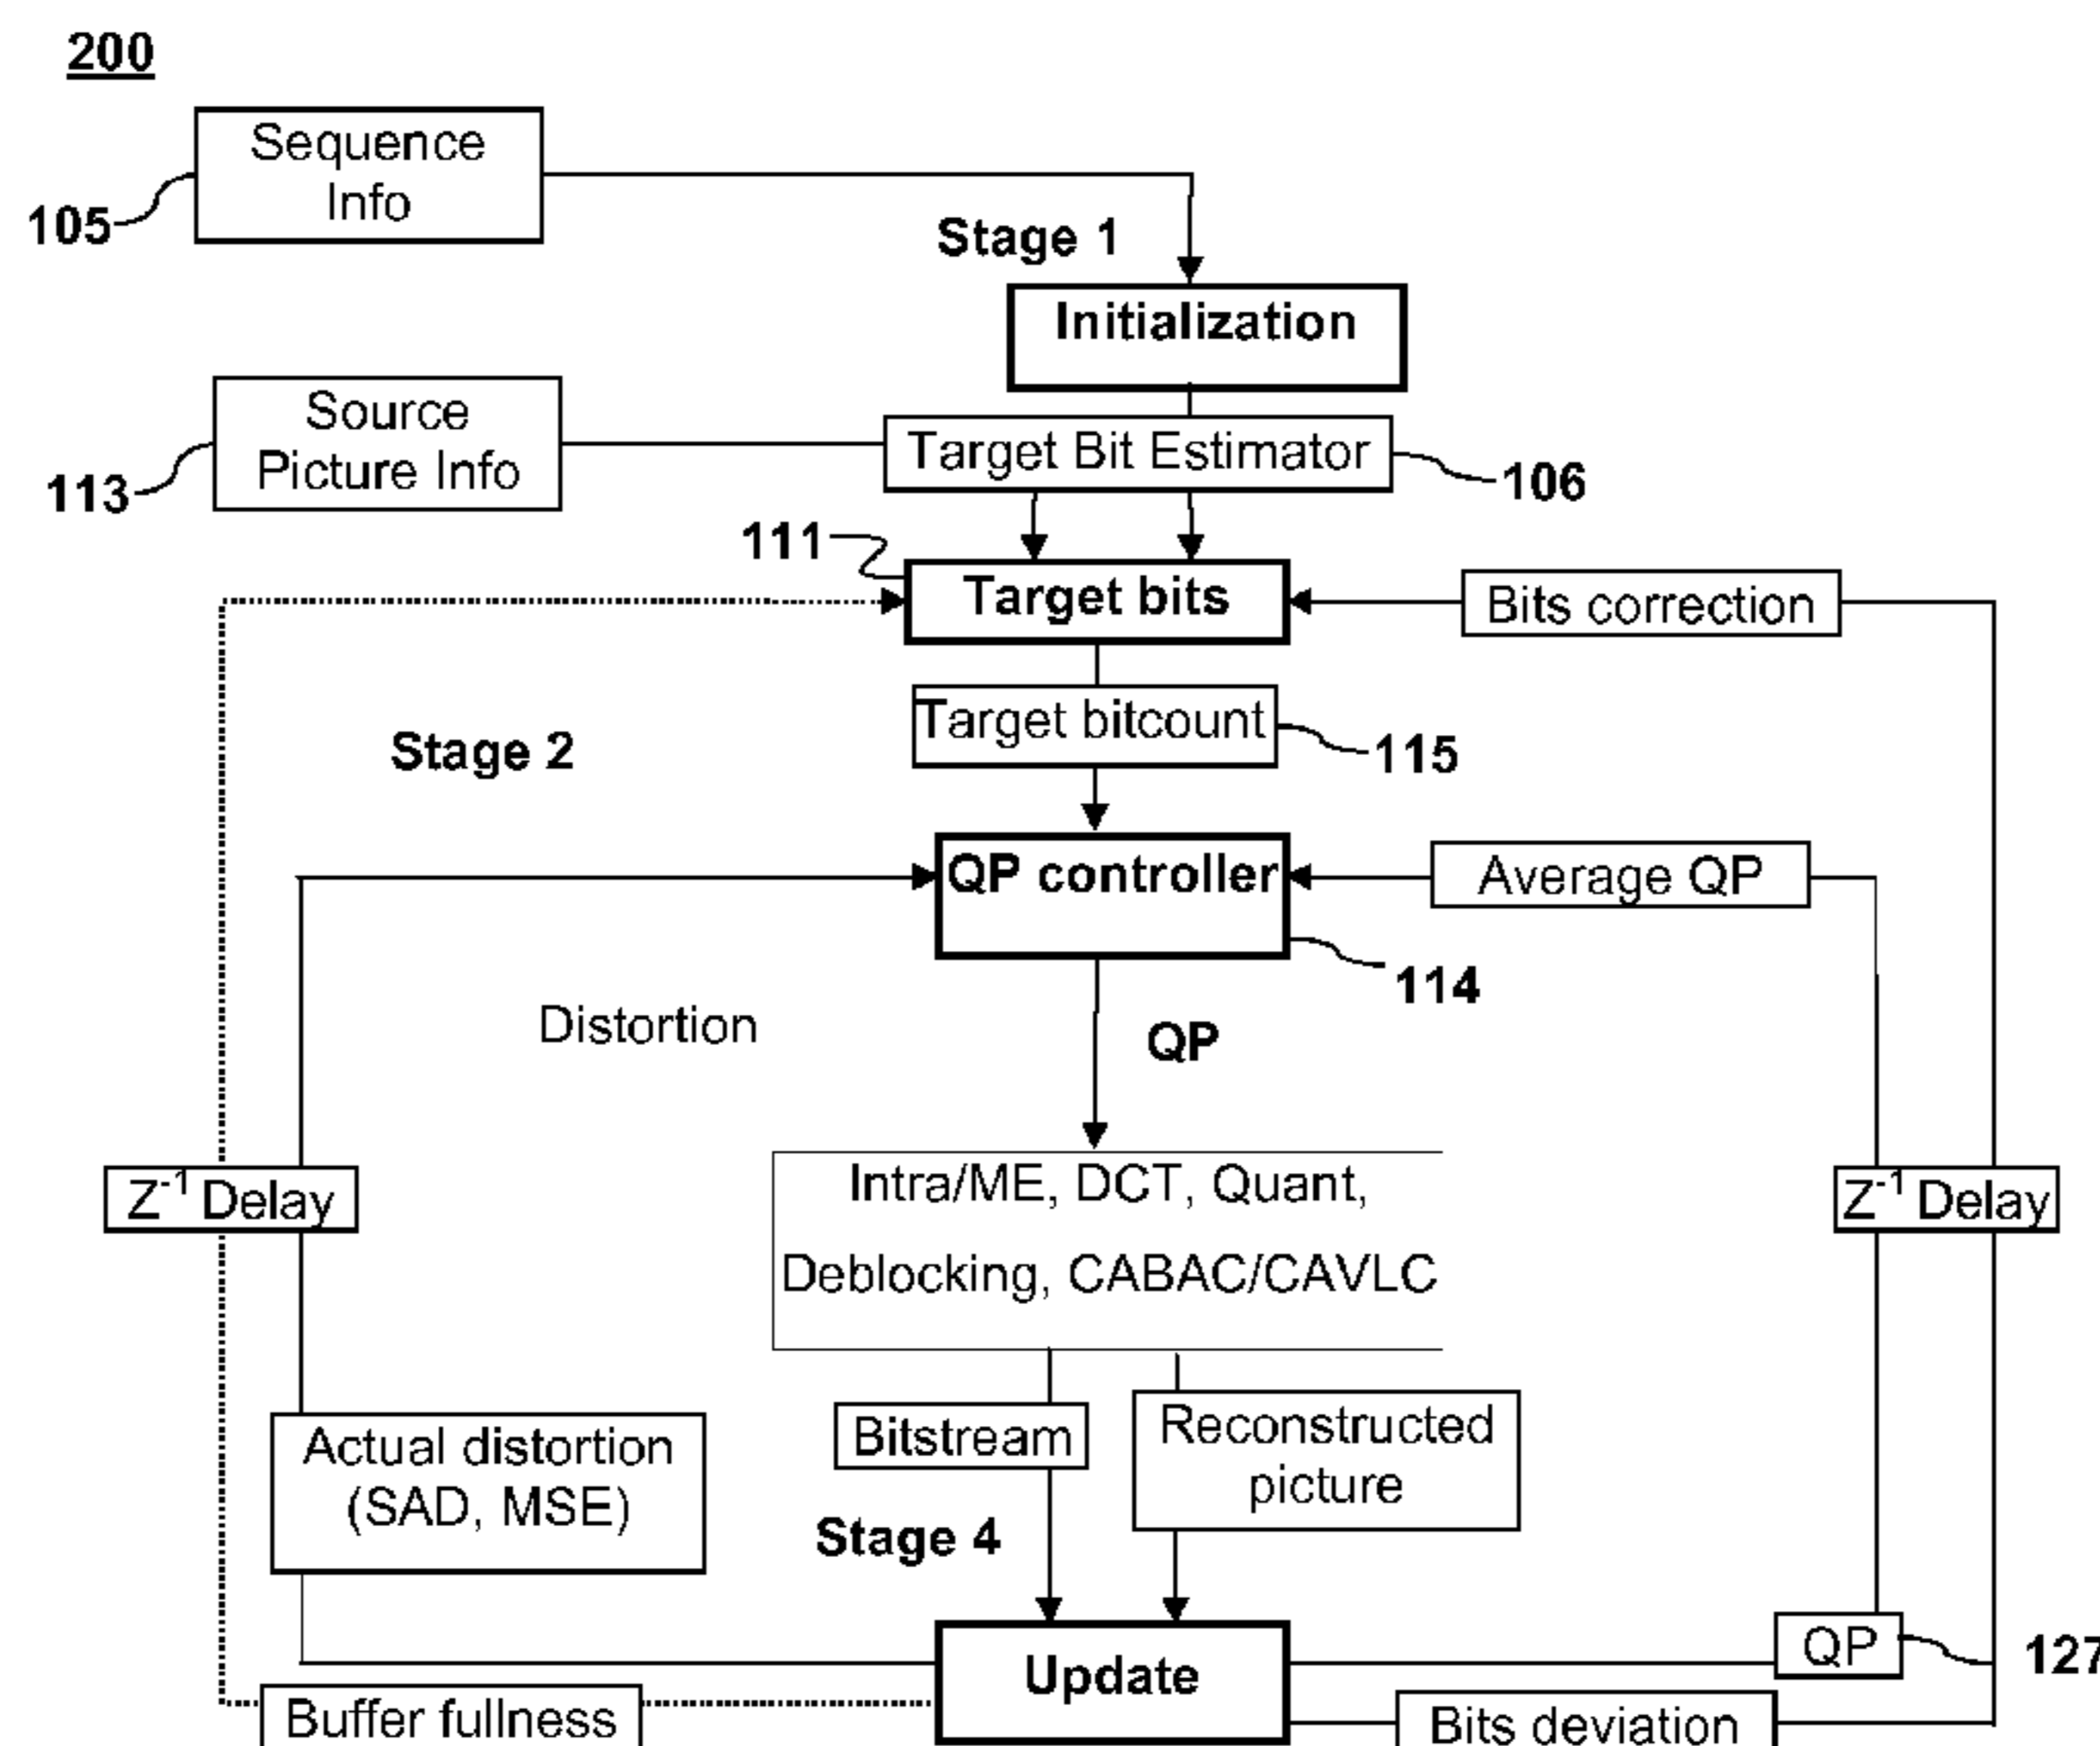 200
Sequence
Info
105
Stage 1
Initialization
Source
Picture Info
113
Target Bit Estimator
106
111
Target bits
Bits correction
Target bitcount
115
Stage 2
QP controller
Average QP
114
Distortion
QP
Z-1 Delay
Intra/ME, DCT, Quant,
Deblocking, CABAC/CAVLC
Z-1 Delay
Actual distortion
(SAD, MSE)
Bitstream
Reconstructed
picture
Stage 4
Update
QP
127
Buffer fullness
Bits deviation